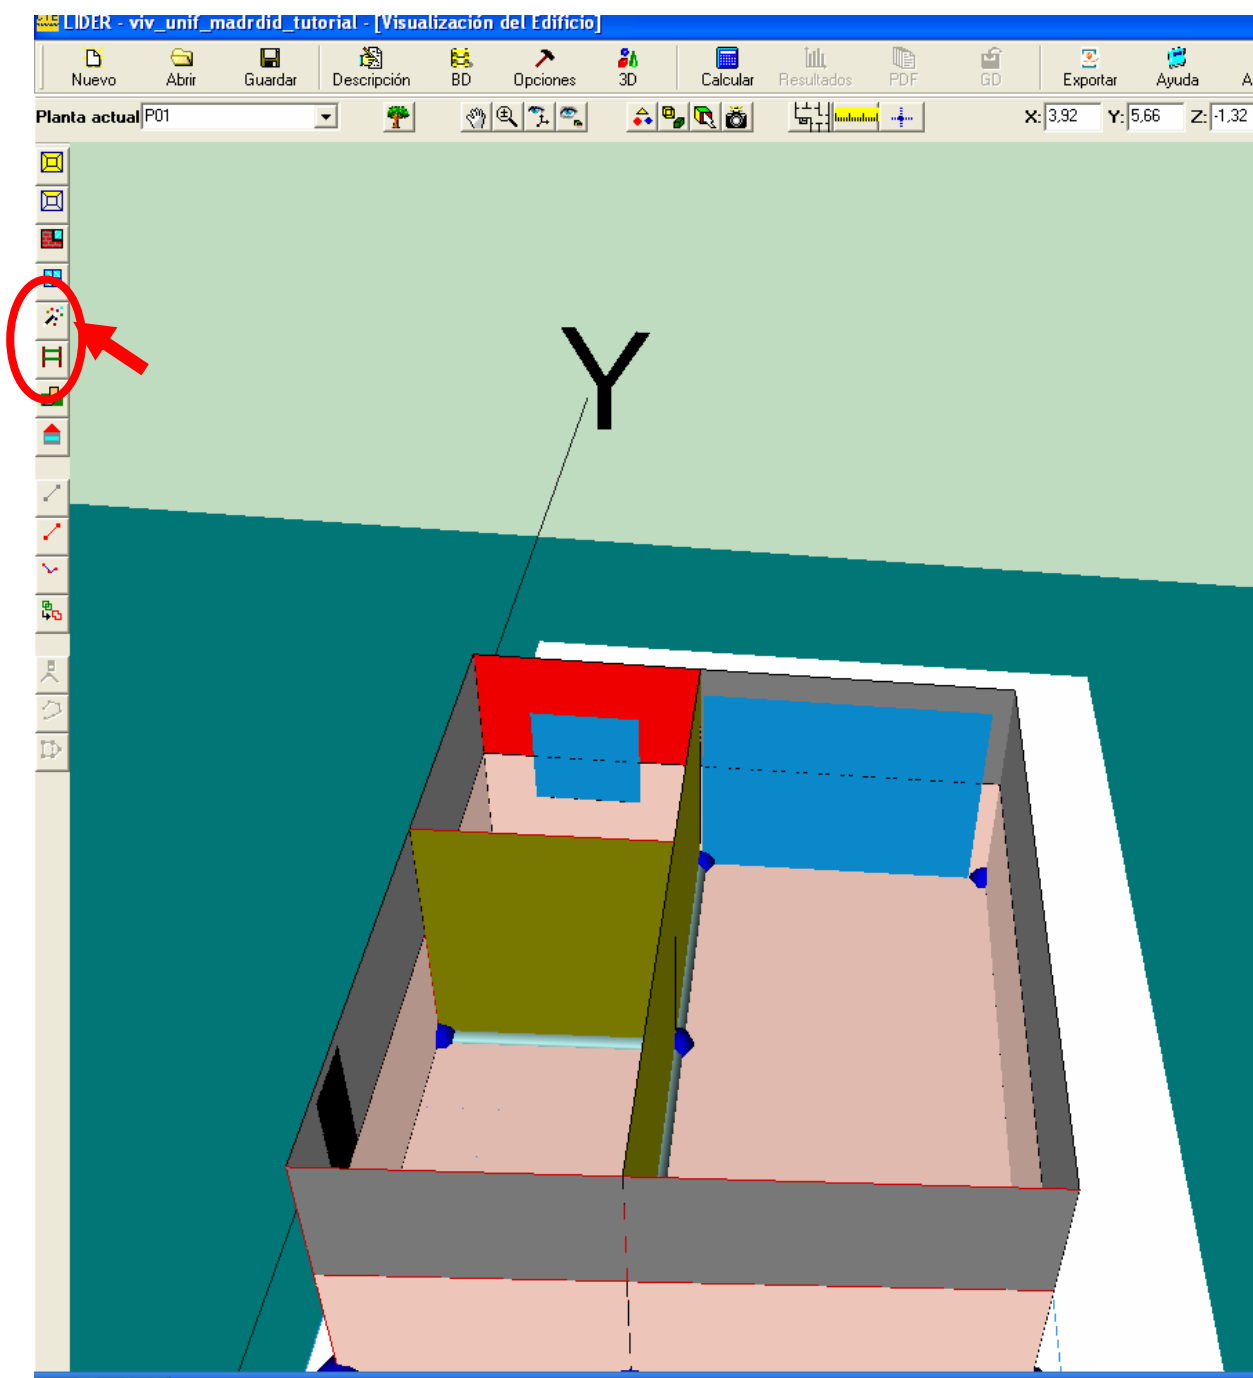 CTE LIDER - viv_unif_madrdid_tutorial - [Visualización del Edificio]
Nuevo Abrir Guardar Descripción BD Opciones 3D Calcular Resultados PDF GD Exportar Ayuda A
Planta actual P01 X: 3,92 Y: 5,66 Z: -1,32
Y